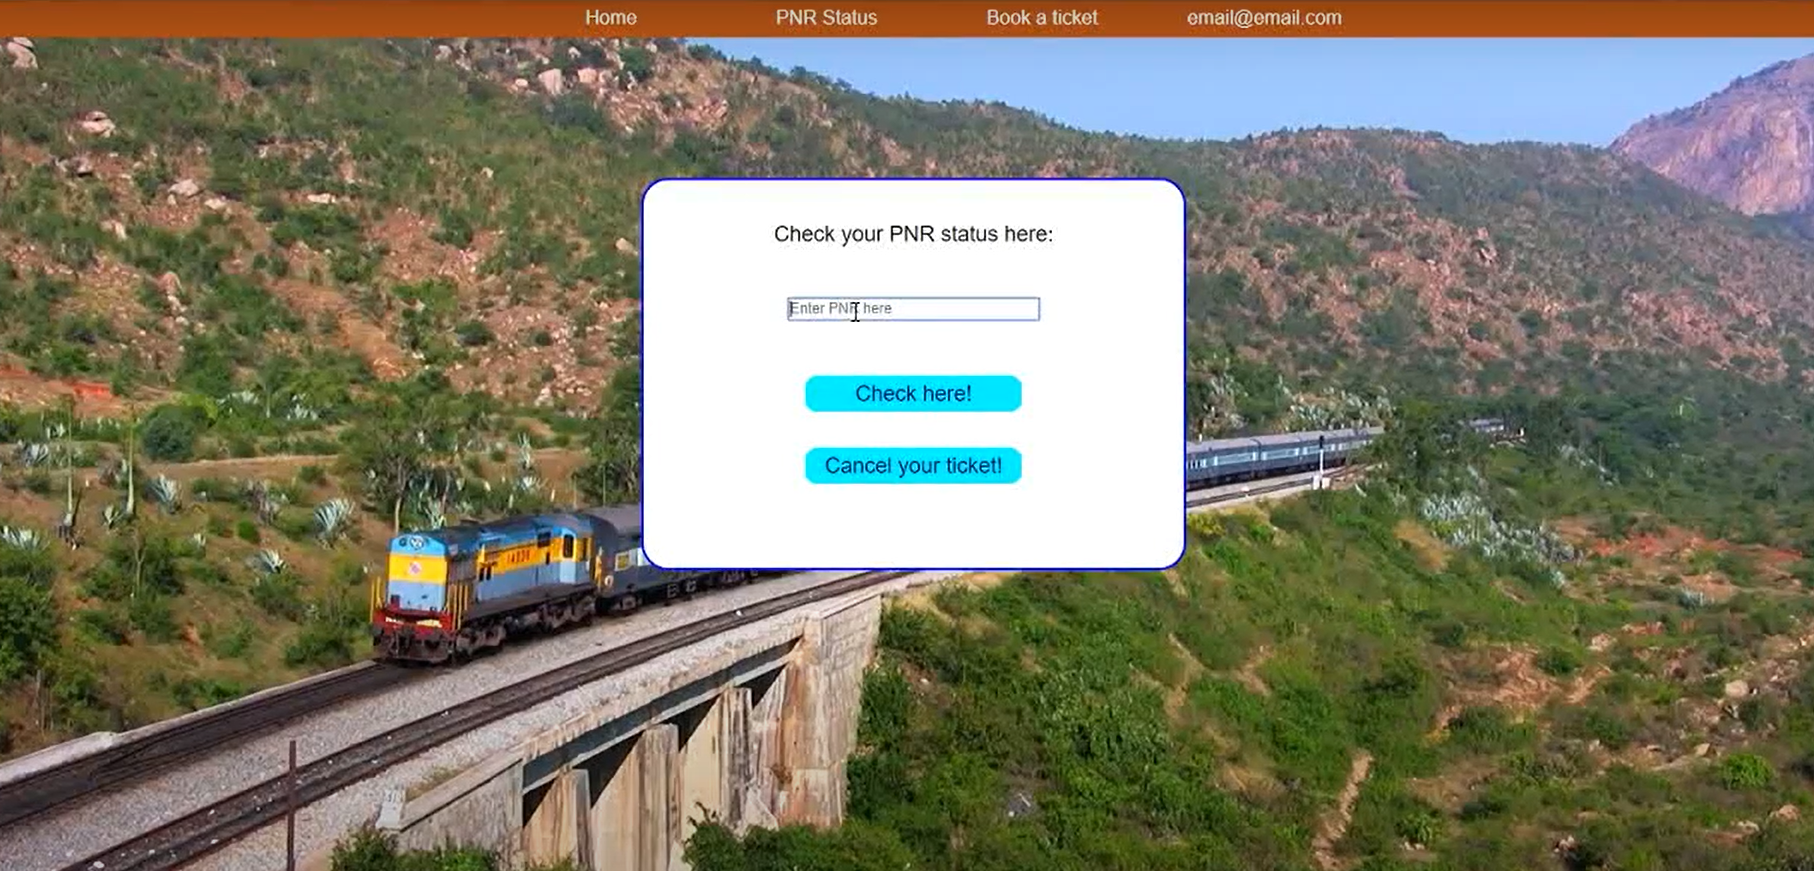 Home PNR Status Book a ticket email@email.com
Check your PNR status here:
Enter PNR here
Check here!
Cancel your ticket!